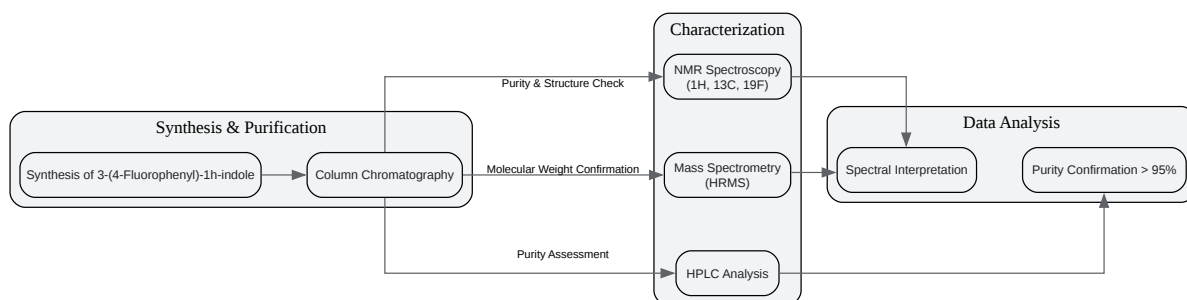 Characterization
NMR Spectroscopy
(1H, 13C, 19F)
Purity & Structure Check
Synthesis & Purification
Data Analysis
Synthesis of 3-(4-Fluorophenyl)-1h-indole
Column Chromatography
Molecular Weight Confirmation
Mass Spectrometry
(HRMS)
Spectral Interpretation
Purity Confirmation > 95%
Purity Assessment
HPLC Analysis